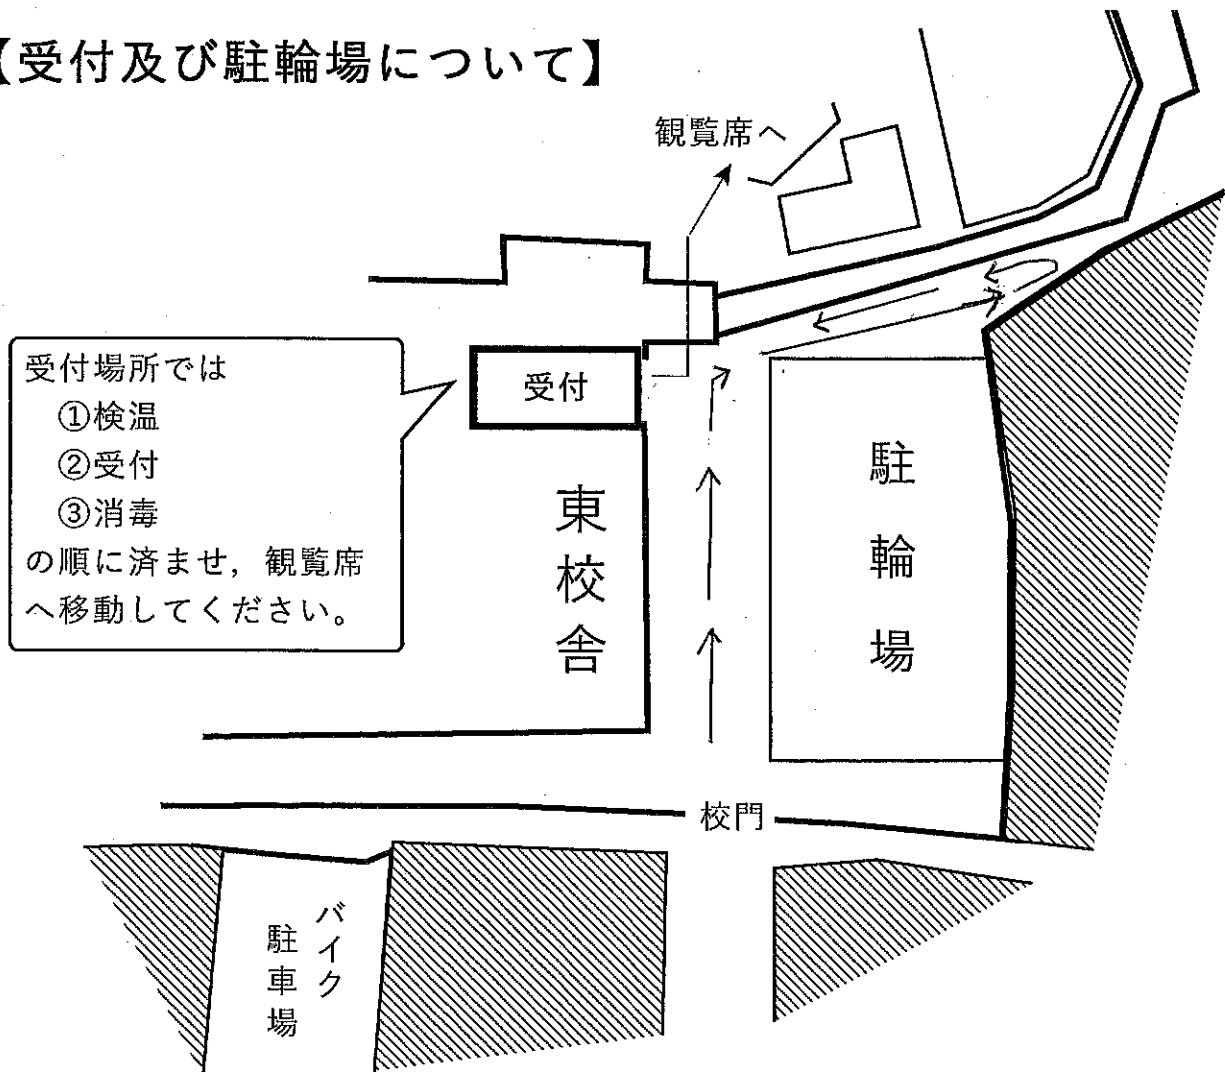 【受付及び駐輪場について】
観覧席へ
受付場所では
①検温
②受付
③消毒
の順に済ませ，観覧席
へ移動してください。
受付
東校舎
駐輪場
校門
バイク
駐車場